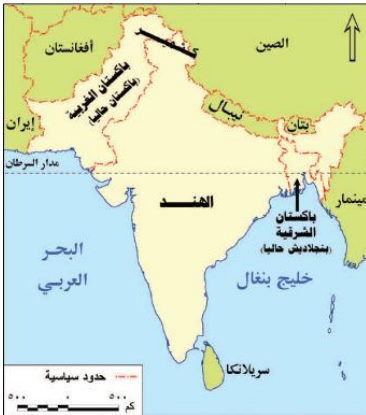 أفغانستان
الصين
كشمير
باكستان الغربية
(باكستان حاليا)
نيبال
بتان
إيران
مدار السرطان
الهند
باكستان
الشرقية
(بنجلاديش حاليا)
مينمار
البحر
العربي
خليج بنغال
سريلانكا
حدود سياسية
٥٠٠ ٠ ٥٠٠
كم